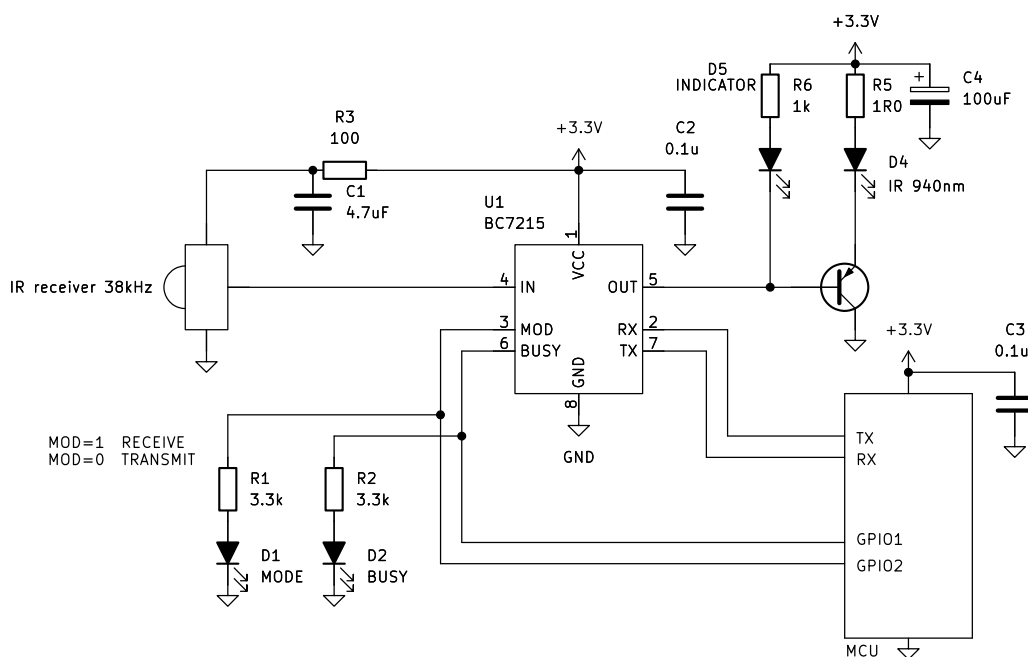 +3.3V
D5
INDICATOR
R6
1k
R5
1R0
+
C4
100uF
R3
100
+3.3V
C2
0.1u
D4
IR 940nm
C1
4.7uF
U1
BC7215
1
VCC
IR receiver 38kHz
4
IN
OUT
5
3
MOD
RX
2
6
BUSY
TX
7
GND
8
GND
+3.3V
C3
0.1u
MOD=1 RECEIVE
MOD=0 TRANSMIT
TX
RX
R1
3.3k
R2
3.3k
GPIO1
GPIO2
D1
MODE
D2
BUSY
MCU